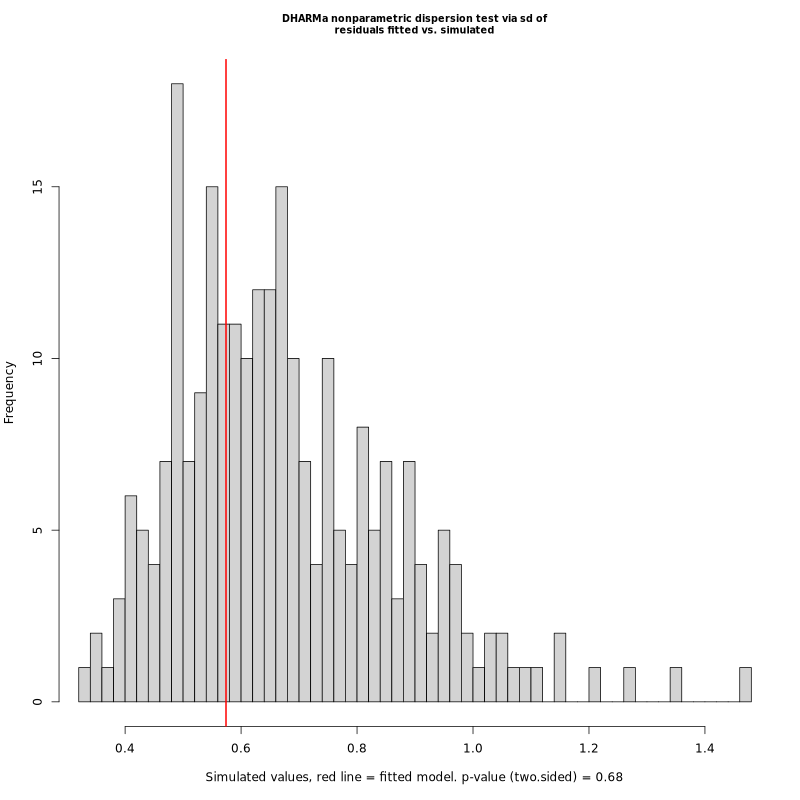 DHARMa nonparametric dispersion test via sd of
residuals fitted vs. simulated
15
10
5
0
Frequency
0.4 0.6 0.8 1.0 1.2 1.4
Simulated values, red line = fitted model. p-value (two.sided) = 0.68